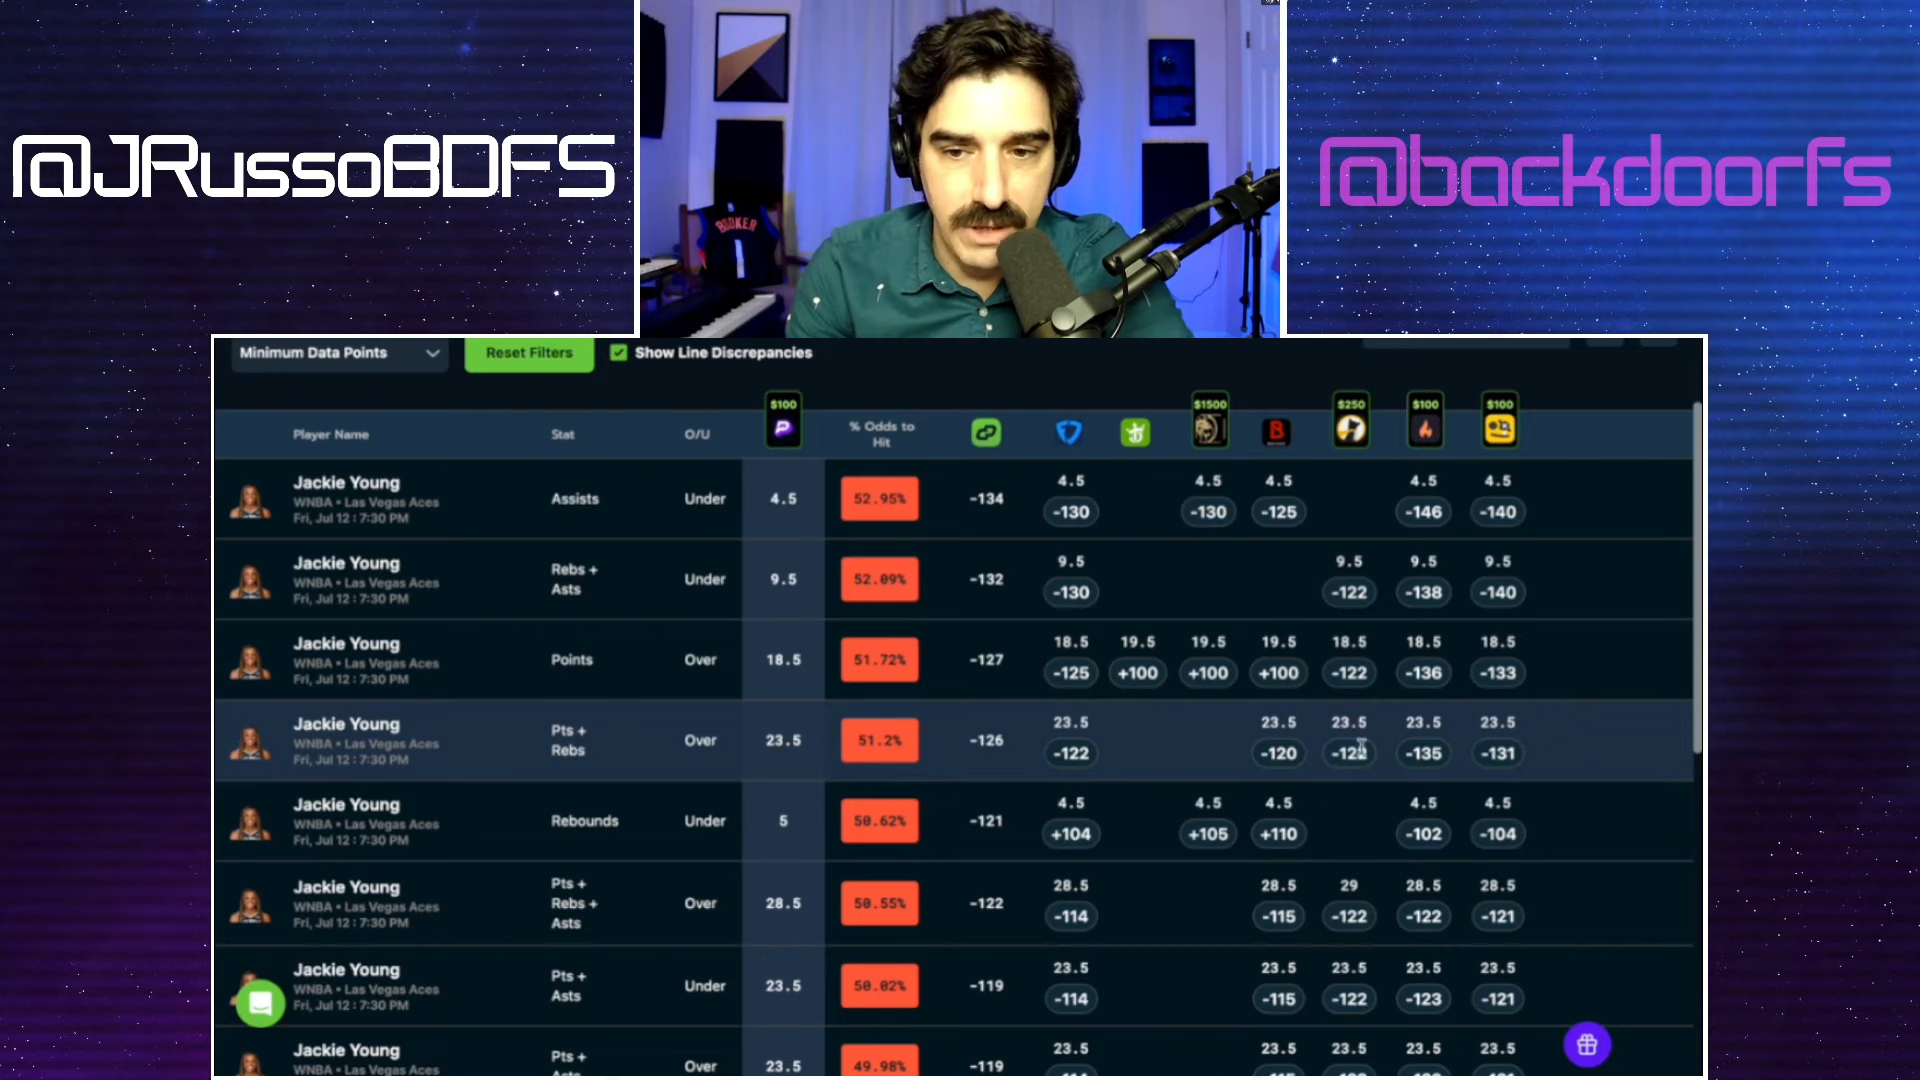 @JRussoBDFS
BOOKER
1
@backdoorfs
Minimum Data Points
Reset Filters
Show Line Discrepancies
$100
$1500
$250
$100
$100
Player Name
Stat
O/U
% Odds to
Hit
Jackie Young
WNBA • Las Vegas Aces
Fri, Jul 12 : 7:30 PM
Assists
Under
4.5
52.95%
-134
4.5 4.5 4.5 4.5 4.5
-130 -130 -125 -146 -140
Jackie Young
WNBA • Las Vegas Aces
Fri, Jul 12 : 7:30 PM
Rebs +
Asts
Under
9.5
52.09%
-132
9.5 9.5 9.5 9.5
-130 -122 -138 -140
Jackie Young
WNBA • Las Vegas Aces
Fri, Jul 12 : 7:30 PM
Points
Over
18.5
51.72%
-127
18.5 19.5 19.5 19.5 18.5 18.5 18.5
-125 +100 +100 +100 -122 -136 -133
Jackie Young
WNBA • Las Vegas Aces
Fri, Jul 12 : 7:30 PM
Pts +
Rebs
Over
23.5
51.2%
-126
23.5 23.5 23.5 23.5 23.5
-122 -120 -122 -135 -131
Jackie Young
WNBA • Las Vegas Aces
Fri, Jul 12 : 7:30 PM
Rebounds
Under
5
50.62%
-121
4.5 4.5 4.5 4.5 4.5
+104 +105 +110 -102 -104
Jackie Young
WNBA • Las Vegas Aces
Fri, Jul 12 : 7:30 PM
Pts +
Rebs +
Asts
Over
28.5
50.55%
-122
28.5 28.5 29 28.5 28.5
-114 -115 -122 -122 -121
Jackie Young
WNBA • Las Vegas Aces
Fri, Jul 12 : 7:30 PM
Pts +
Asts
Under
23.5
50.02%
-119
23.5 23.5 23.5 23.5 23.5
-114 -115 -122 -123 -121
Jackie Young
Pts +
Over
23.5
49.98%
-119
23.5 23.5 23.5 23.5 23.5